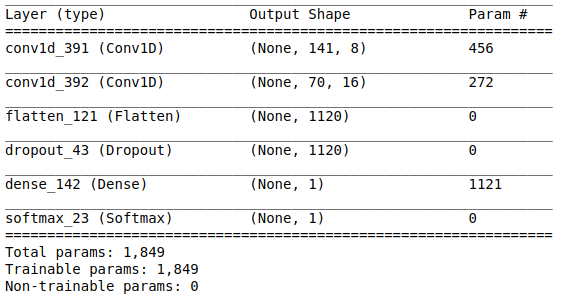 Layer (type) Output Shape Param #
conv1d_391 (Conv1D) (None, 141, 8) 456
conv1d_392 (Conv1D) (None, 70, 16) 272
flatten_121 (Flatten) (None, 1120) 0
dropout_43 (Dropout) (None, 1120) 0
dense_142 (Dense) (None, 1) 1121
softmax_23 (Softmax) (None, 1) 0
Total params: 1,849
Trainable params: 1,849
Non-trainable params: 0